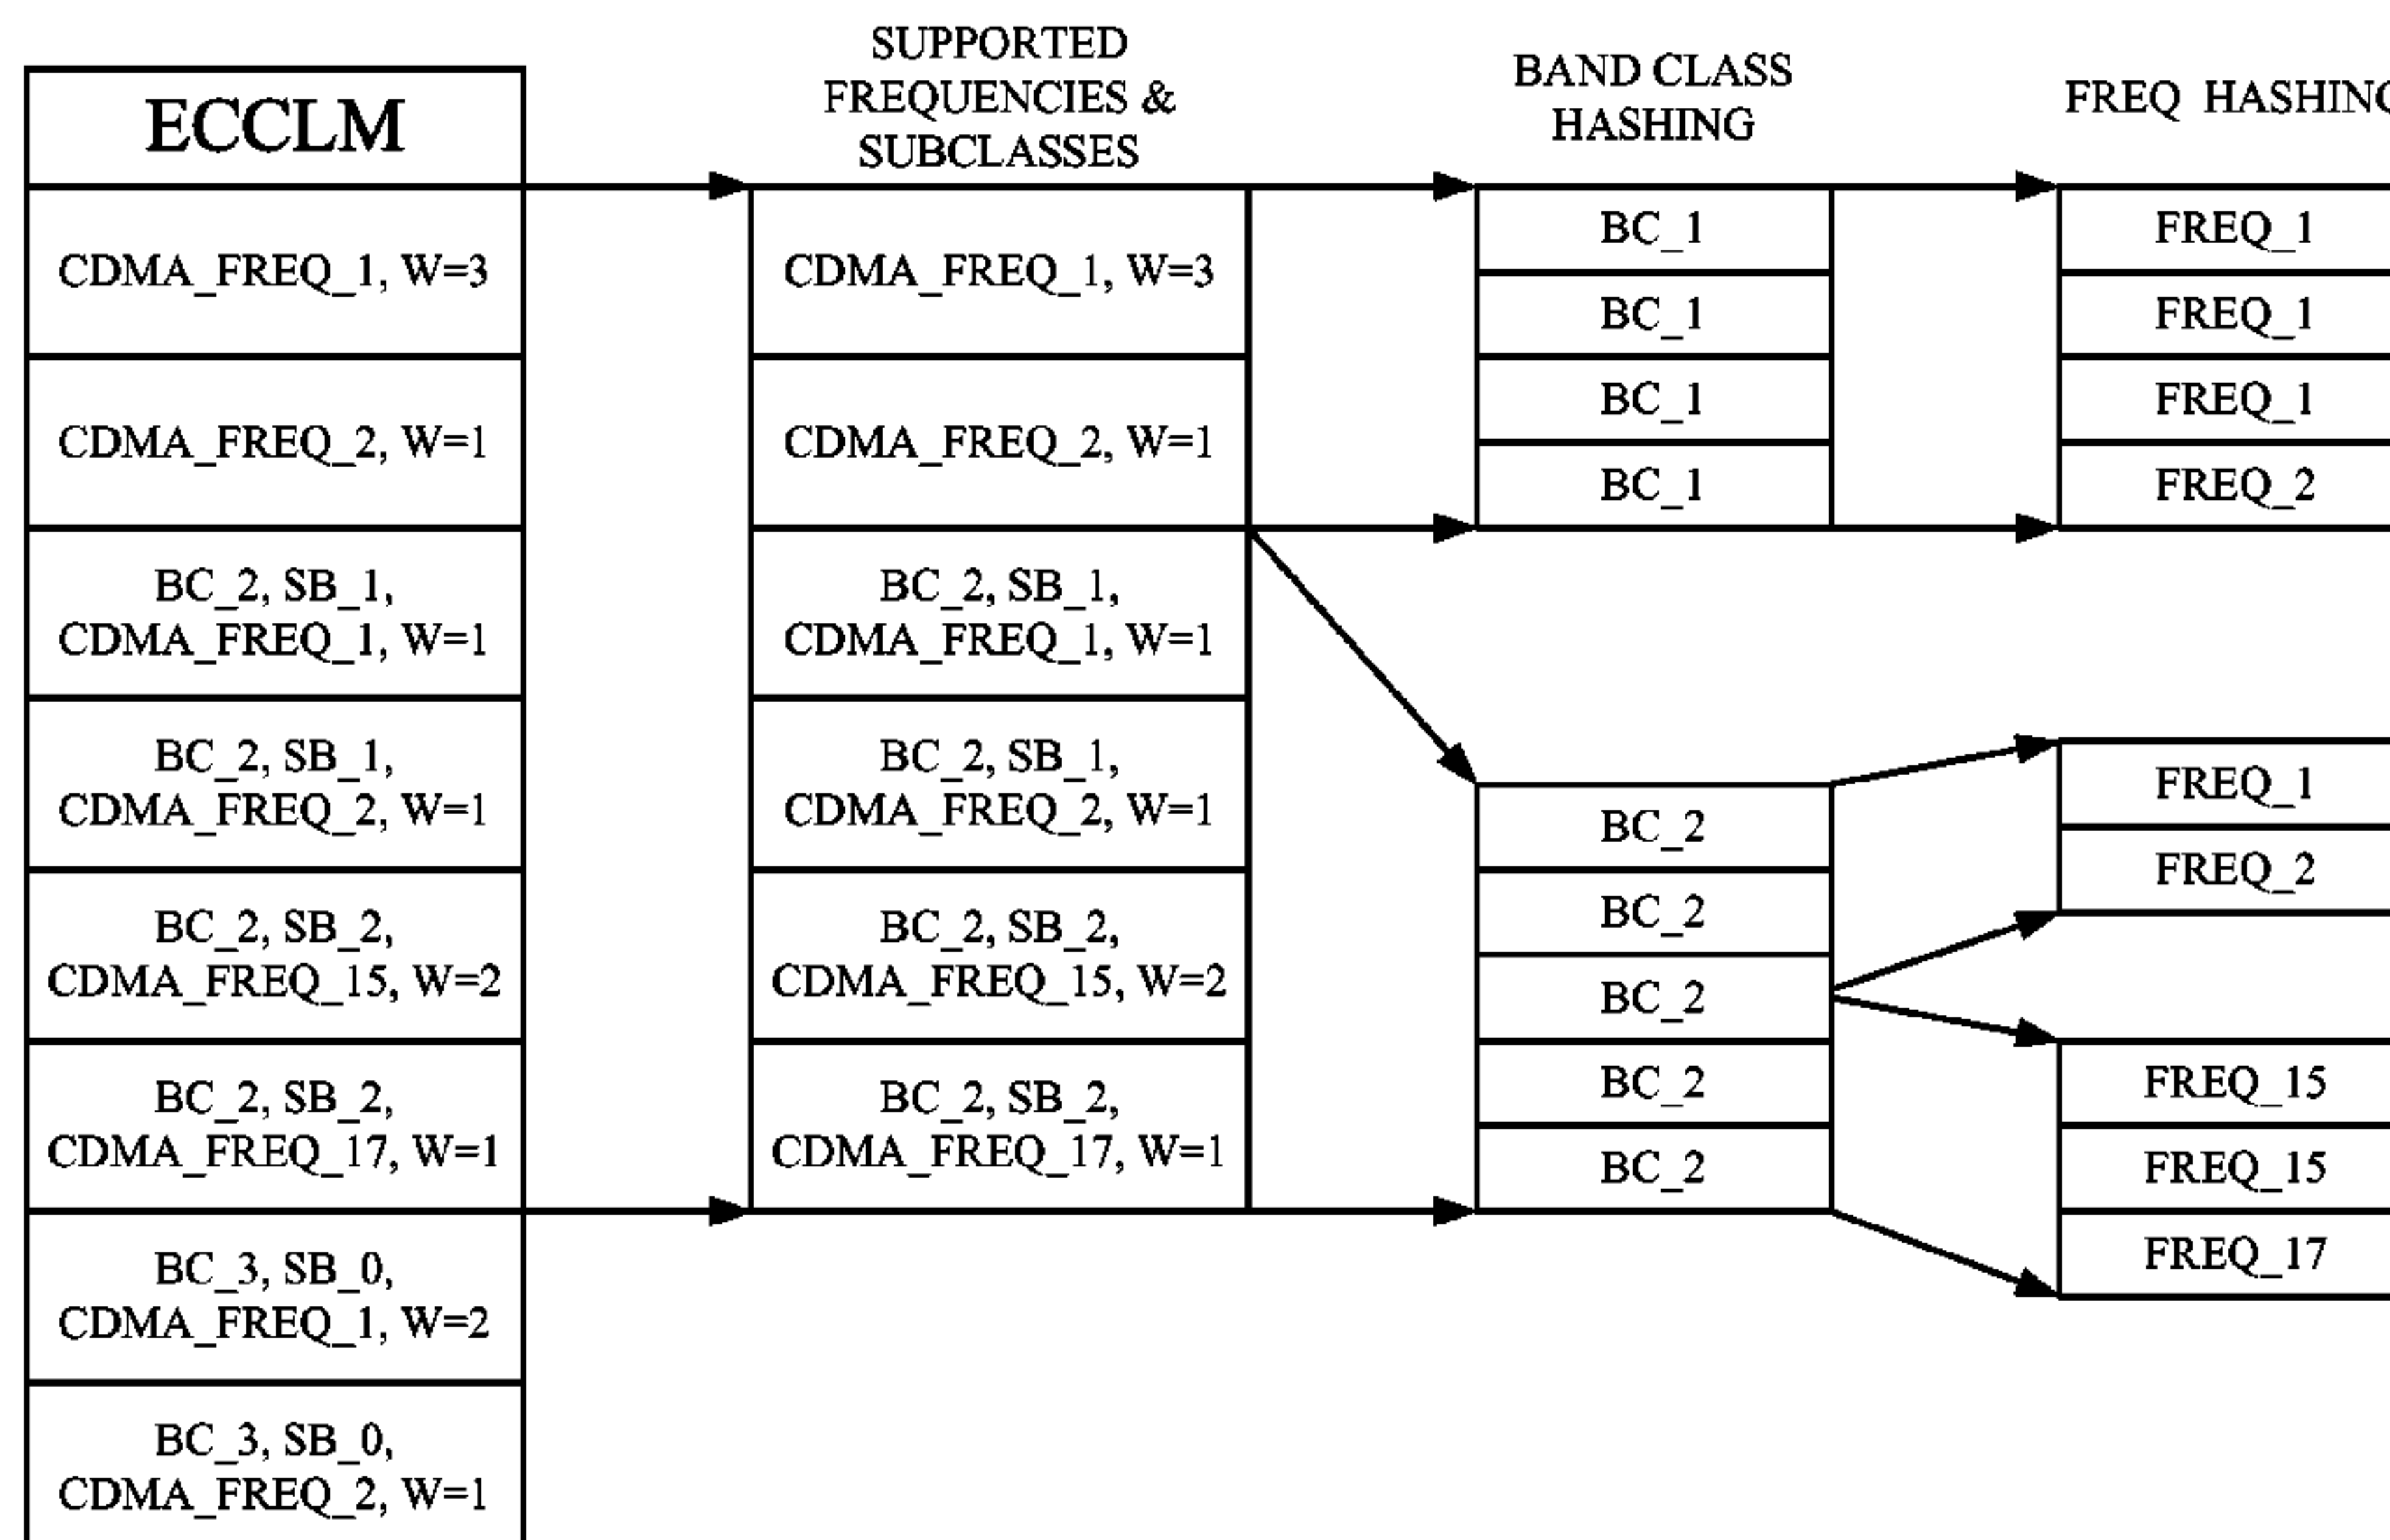 ECCLM
CDMA_FREQ_1, W=3
CDMA_FREQ_2, W=1
BC_2, SB_1,
CDMA_FREQ_1, W=1
BC_2, SB_1,
CDMA_FREQ_2, W=1
BC_2, SB_2,
CDMA_FREQ_15, W=2
BC_2, SB_2,
CDMA_FREQ_17, W=1
BC_3, SB_0,
CDMA_FREQ_1, W=2
BC_3, SB_0,
CDMA_FREQ_2, W=1
SUPPORTED
FREQUENCIES &
SUBCLASSES
CDMA_FREQ_1, W=3
CDMA_FREQ_2, W=1
BC_2, SB_1,
CDMA_FREQ_1, W=1
BC_2, SB_1,
CDMA_FREQ_2, W=1
BC_2, SB_2,
CDMA_FREQ_15, W=2
BC_2, SB_2,
CDMA_FREQ_17, W=1
BAND CLASS
HASHING
BC_1
BC_1
BC_1
BC_1
BC_2
BC_2
BC_2
BC_2
BC_2
FREQ HASHING
FREQ_1
FREQ_1
FREQ_1
FREQ_2
FREQ_1
FREQ_2
FREQ_15
FREQ_15
FREQ_17